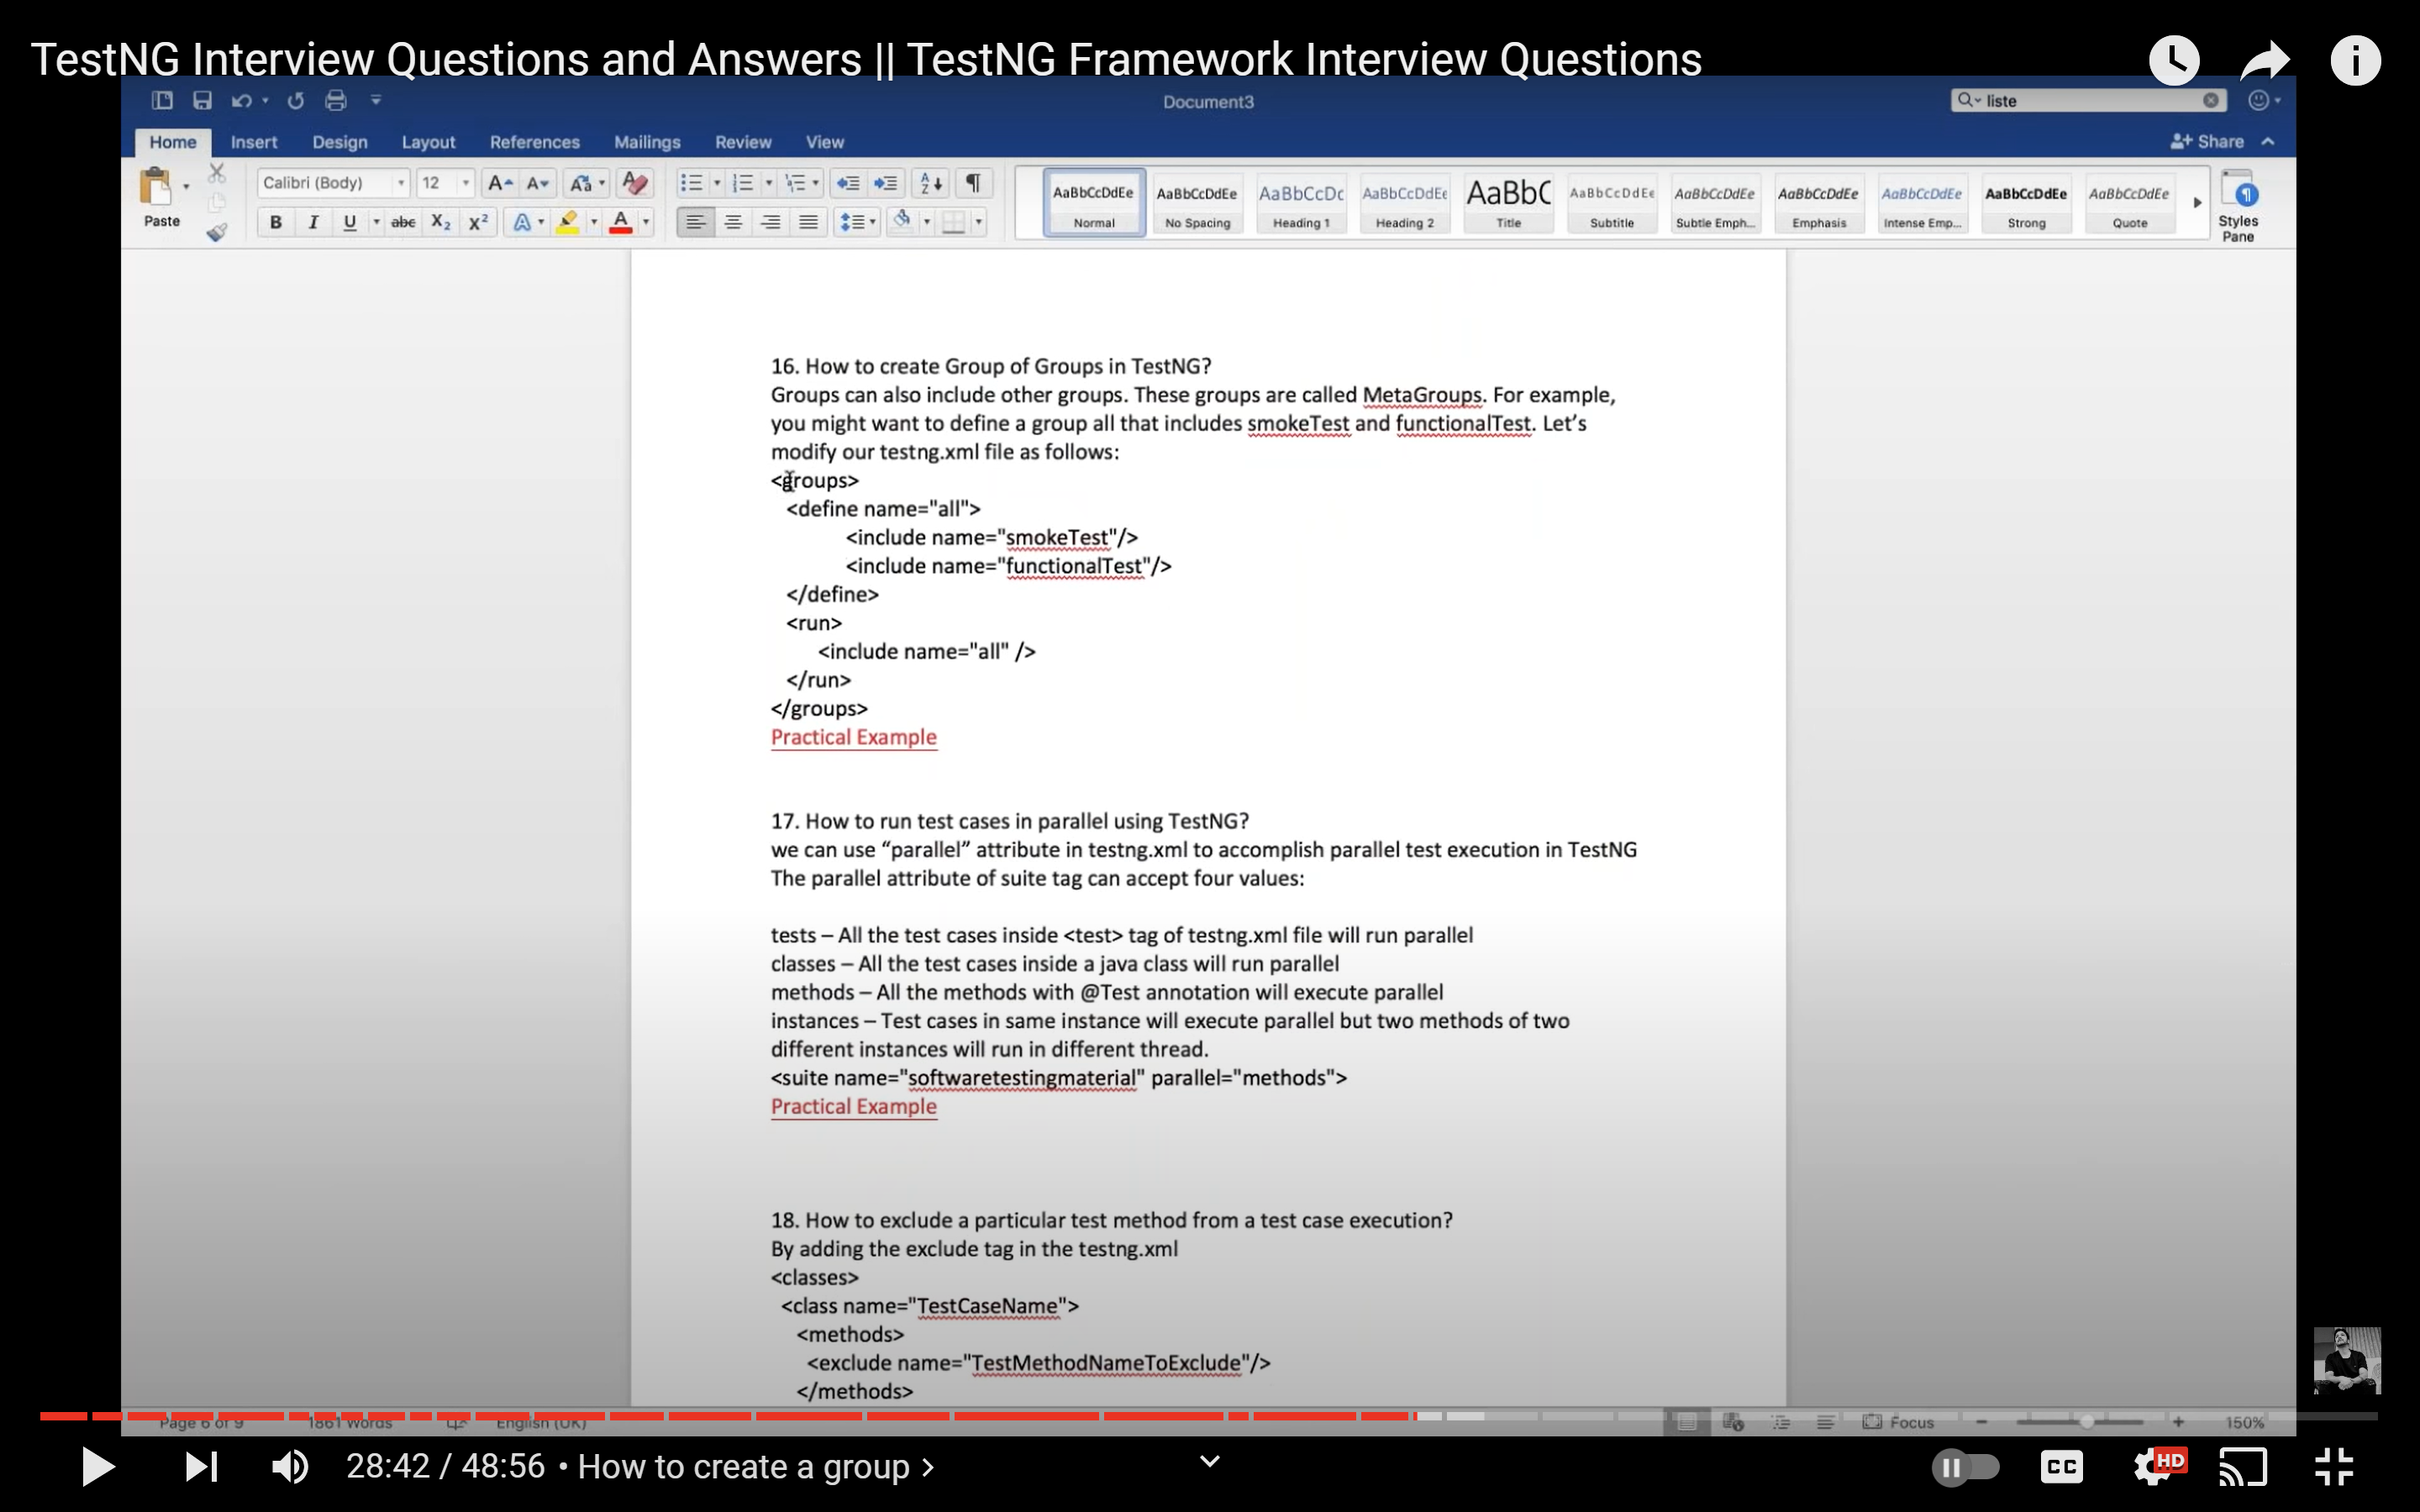 TestNG Interview Questions and Answers || TestNG Framework Interview Questions
Document3
liste
Home Insert Design Layout References Mailings Review View
Share
Paste
Calibri (Body) 12
AaBbCcDdEe AaBbCcDdEe AaBbCcDc AaBbCcDdEe AaBbC AaBbCcDdEe AaBbCcDdEe AaBbCcDdEe AaBbCcDdEe AaBbCcDdEe AaBbCcDdEe
Normal No Spacing Heading 1 Heading 2 Title Subtitle Subtle Emph... Emphasis Intense Emp... Strong Quote
Styles
Pane
16. How to create Group of Groups in TestNG?
Groups can also include other groups. These groups are called MetaGroups. For example,
you might want to define a group all that includes smokeTest and functionalTest. Let’s
modify our testng.xml file as follows:
<groups>
<define name="all">
<include name="smokeTest"/>
<include name="functionalTest"/>
</define>
<run>
<include name="all" />
</run>
</groups>
Practical Example
17. How to run test cases in parallel using TestNG?
we can use “parallel” attribute in testng.xml to accomplish parallel test execution in TestNG
The parallel attribute of suite tag can accept four values:
tests – All the test cases inside <test> tag of testng.xml file will run parallel
classes – All the test cases inside a java class will run parallel
methods – All the methods with @Test annotation will execute parallel
instances – Test cases in same instance will execute parallel but two methods of two
different instances will run in different thread.
<suite name="softwaretestingmaterial" parallel="methods">
Practical Example
18. How to exclude a particular test method from a test case execution?
By adding the exclude tag in the testng.xml
<classes>
<class name="TestCaseName">
<methods>
<exclude name="TestMethodNameToExclude"/>
</methods>
Page 6 of 9 1861 Words English (UK) Focus 150%
28:42 / 48:56 • How to create a group
CC HD